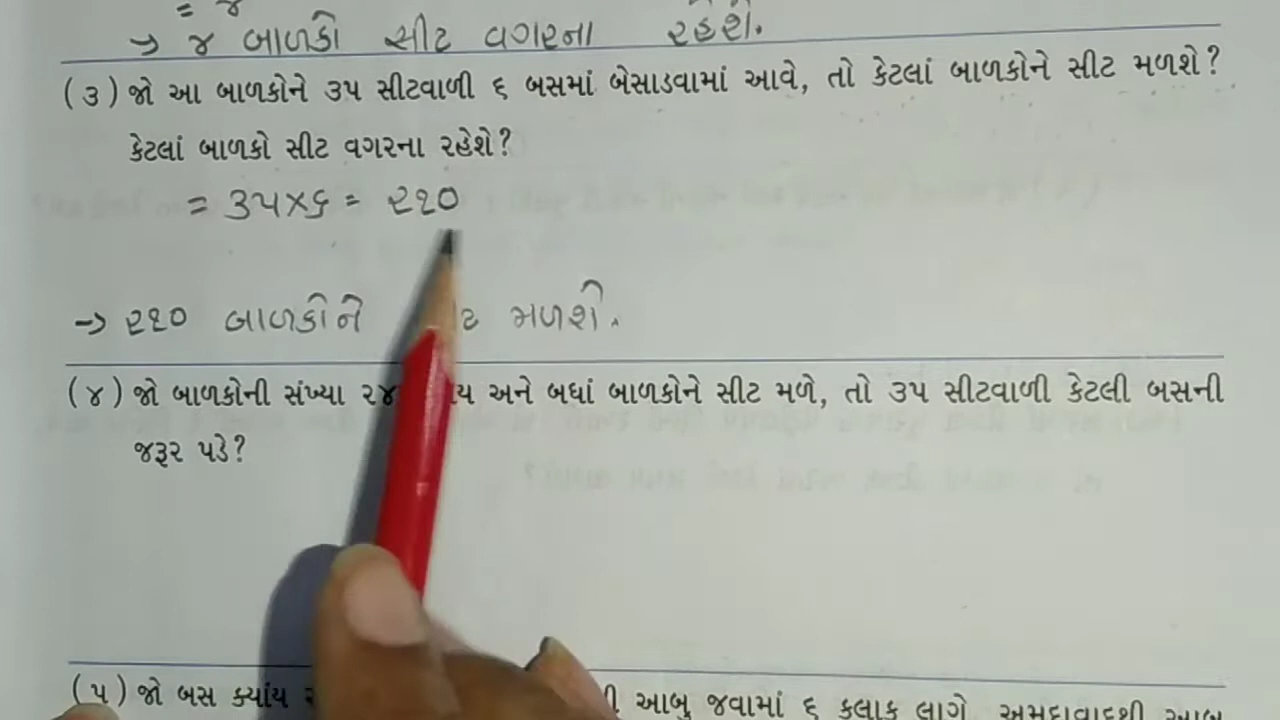 = ૪
→ ૪ બાળકો સીટ વગરના રહેશે.
(૩) જો આ બાળકોને ૩૫ સીટવાળી ૬ બસમાં બેસાડવામાં આવે, તો કેટલાં બાળકોને સીટ મળશે?
કેટલાં બાળકો સીટ વગરના રહેશે?
= ૩૫×૬ = ૨૧૦
→ ૨૧૦ બાળકોને મળશે.
(૪) જો બાળકોની સંખ્યા અને બધાં બાળકોને સીટ મળે, તો ૩૫ સીટવાળી કેટલી બસની
જરૂર પડે?
(૫) જો બસ ક્યાંય આબુ જવામાં ૬ કલાક લાગે. અમદાવાદથી આબુ